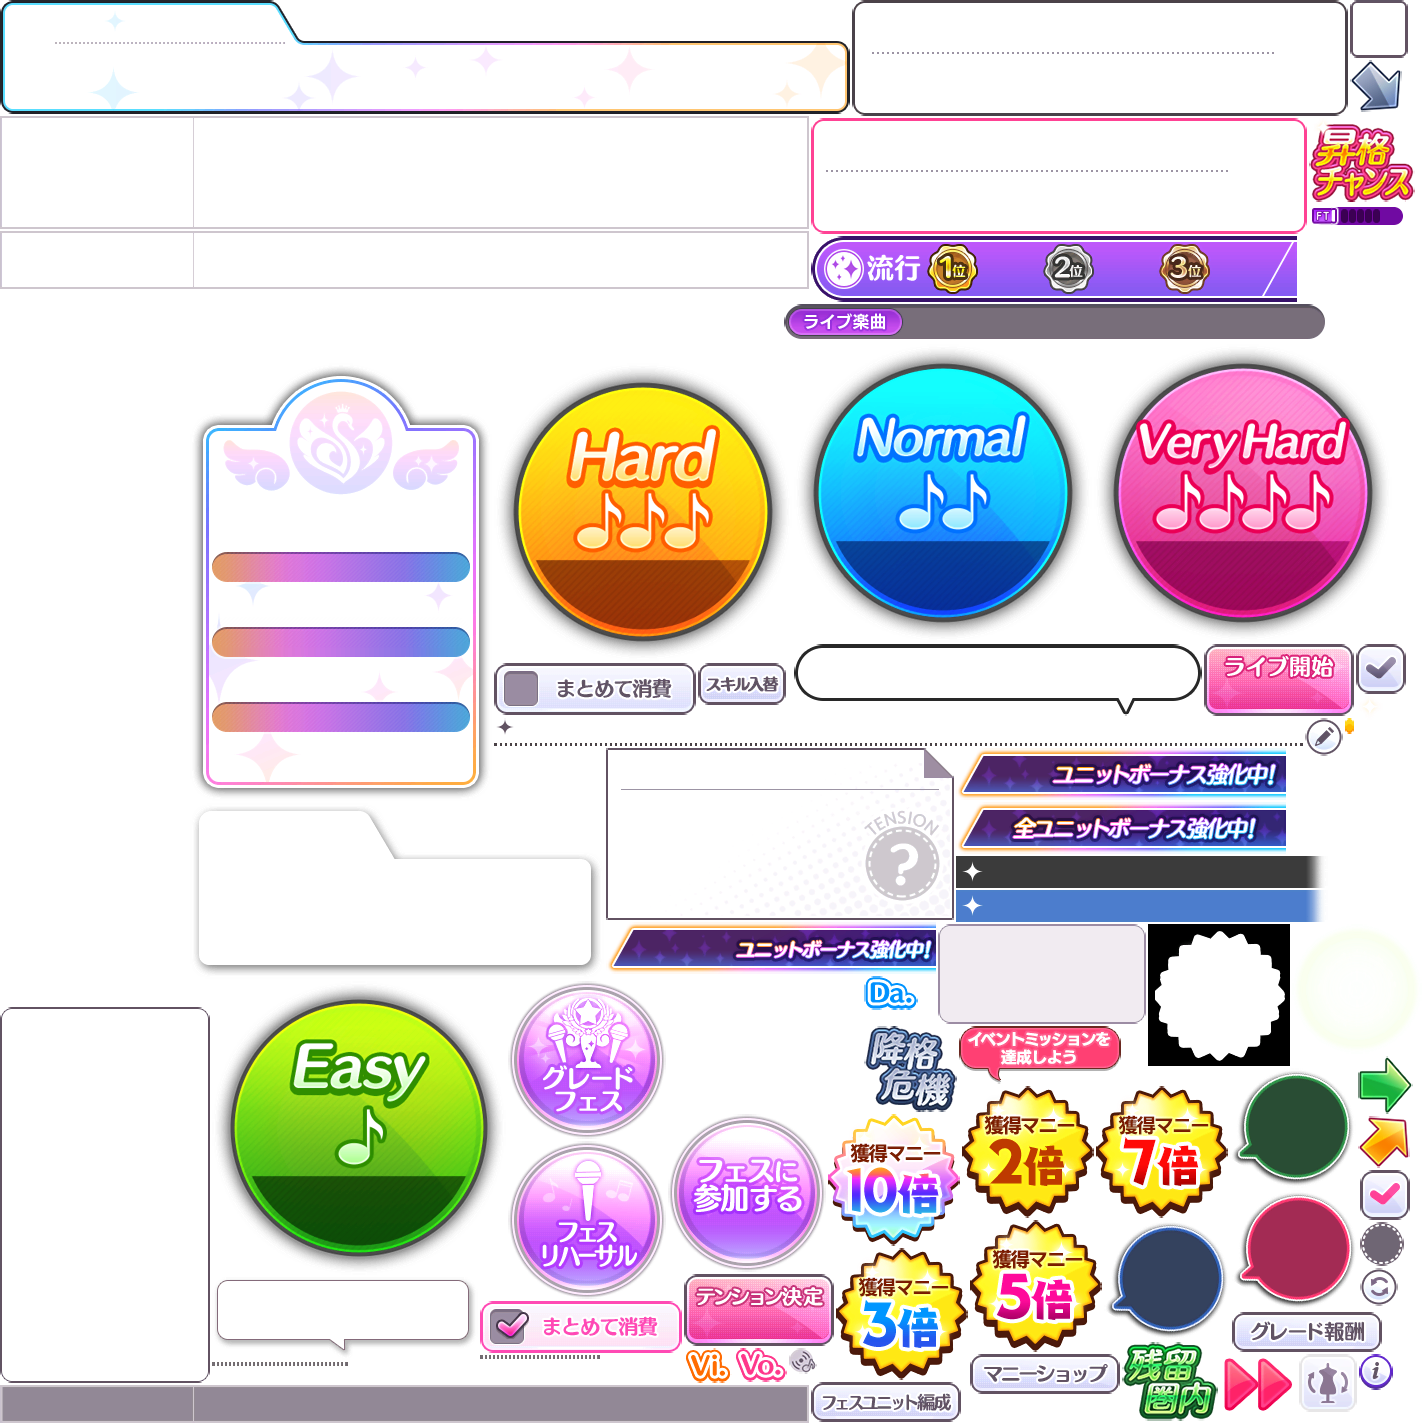 昇格
チャンス
FT
流行
1位
2位
3位
ライブ楽曲
Hard
Normal
Very Hard
まとめて消費
スキル入替
ライブ開始
TENSION
?
ユニットボーナス強化中!
全ユニットボーナス強化中!
ユニットボーナス強化中!
Da.
降格
危機
イベントミッションを
達成しよう
Easy
グレード
フェス
フェス
リハーサル
フェスに
参加する
獲得マニー
10倍
獲得マニー
2倍
獲得マニー
7倍
獲得マニー
3倍
獲得マニー
5倍
まとめて消費
テンション決定
Vi.
Vo.
グレード報酬
マニーショップ
残留
圏内
i
フェスユニット編成